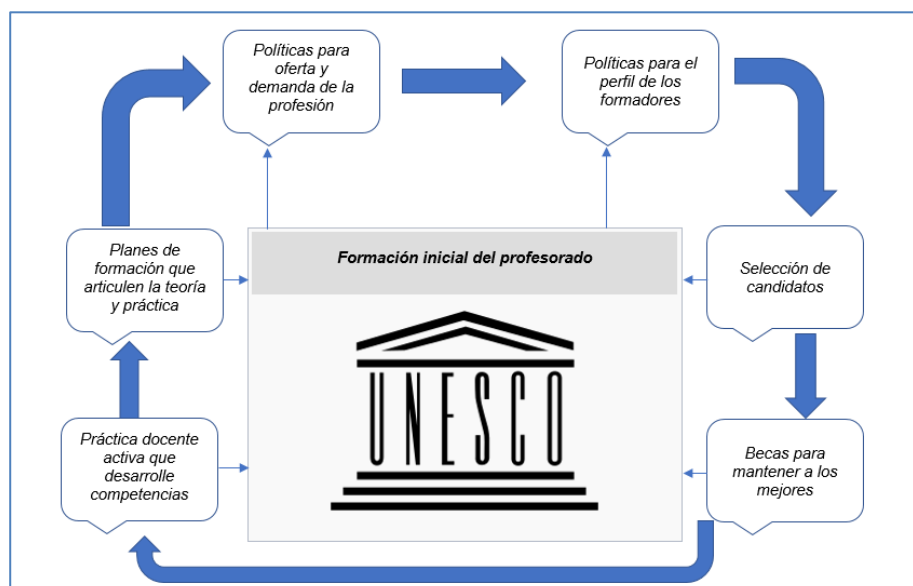 Políticas para
oferta y
demanda de la
profesión
Políticas para el
perfil de los
formadores
Planes de
formación que
articulen la teoría
y práctica
Formación inicial del profesorado
Selección de
candidatos
UNESCO
Práctica docente
activa que
desarrolle
competencias
Becas para
mantener a los
mejores